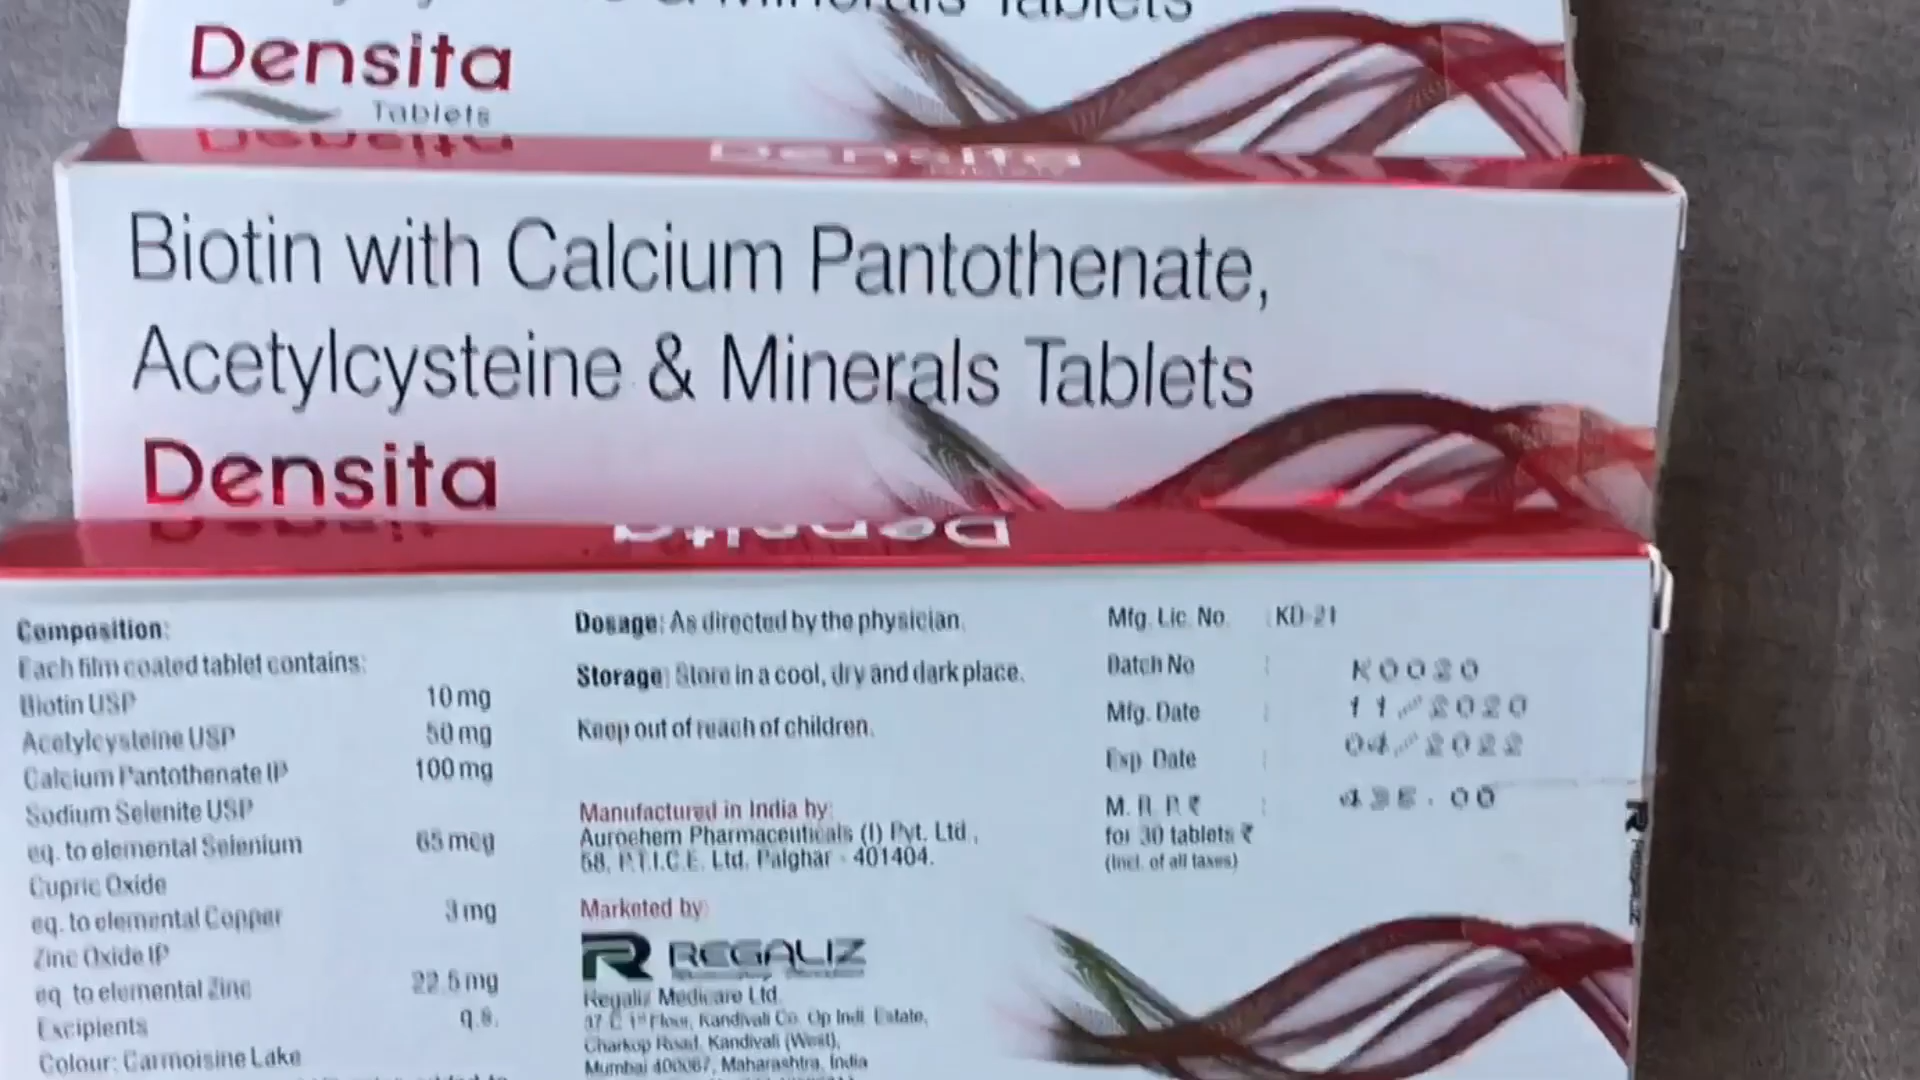 & Minerals Tablets
Densita
Tablets
Densita
Biotin with Calcium Pantothenate,
Acetylcysteine & Minerals Tablets
Densita
Densita
Composition:
Each film coated tablet contains:
Biotin USP 10 mg
Acetylcysteine USP 50 mg
Calcium Pantothenate IP 100 mg
Sodium Selenite USP
eq. to elemental Selenium 65 mcg
Cupric Oxide
eq. to elemental Copper 3 mg
Zinc Oxide IP
eq. to elemental Zinc 22.5 mg
Excipients q.s.
Colour: Carmoisine Lake
Dosage: As directed by the physician.
Storage: Store in a cool, dry and dark place.
Keep out of reach of children.
Manufactured in India by:
Aurochem Pharmaceuticals (I) Pvt. Ltd.,
58, P.T.I.C.E. Ltd. Palghar - 401404.
Marketed by:
REGALIZ
Regaliz Medicare Ltd.
37 C 1st Floor, Kandivali Co. Op Indl. Estate,
Charkop Road, Kandivali (West),
Mumbai 400067, Maharashtra, India
Mfg. Lic. No. : KD-21
Batch No : K0020
Mfg. Date : 11/2020
Exp. Date : 04/2022
M. R. P. ₹ : 435.00
for 30 tablets ₹
(Incl. of all taxes)
REGALIZ